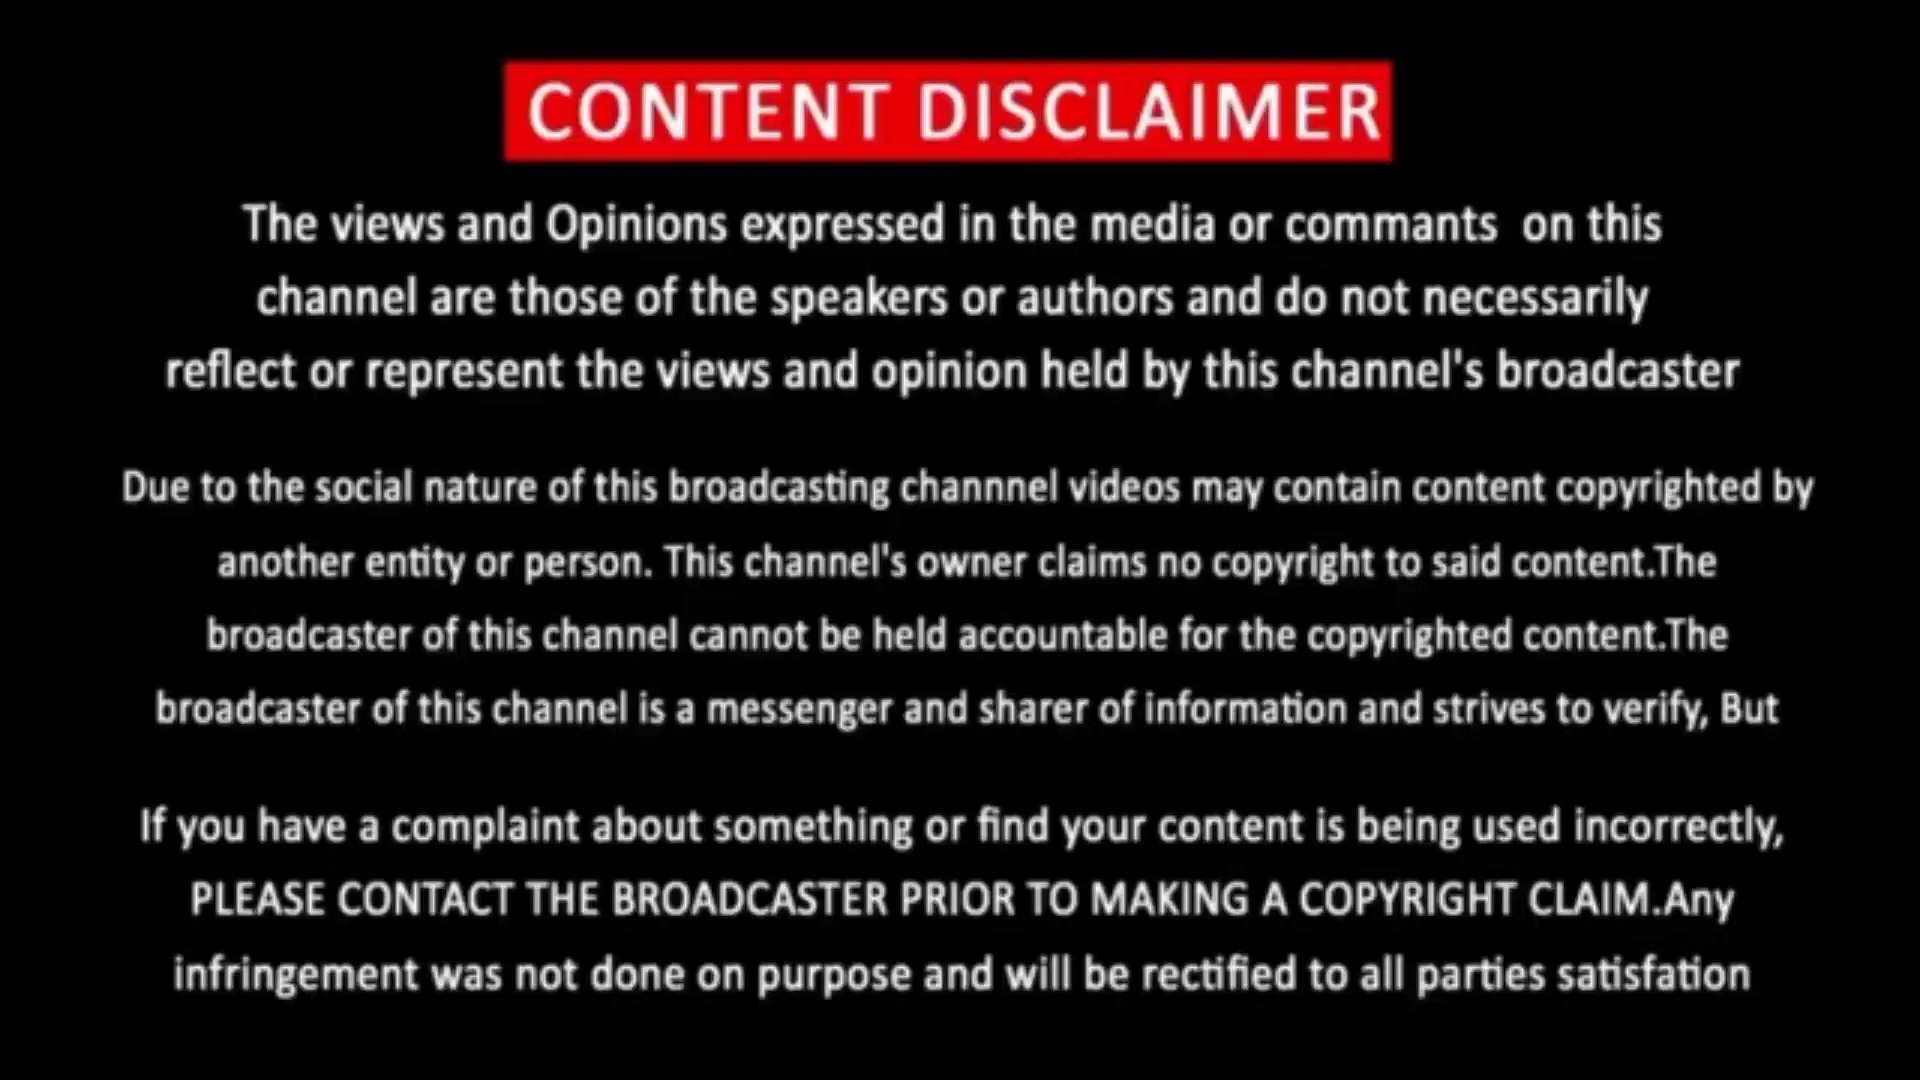 CONTENT DISCLAIMER
The views and Opinions expressed in the media or commants on this
channel are those of the speakers or authors and do not necessarily
reflect or represent the views and opinion held by this channel's broadcaster
Due to the social nature of this broadcasting channnel videos may contain content copyrighted by
another entity or person. This channel's owner claims no copyright to said content.The
broadcaster of this channel cannot be held accountable for the copyrighted content.The
broadcaster of this channel is a messenger and sharer of information and strives to verify, But
If you have a complaint about something or find your content is being used incorrectly,
PLEASE CONTACT THE BROADCASTER PRIOR TO MAKING A COPYRIGHT CLAIM.Any
infringement was not done on purpose and will be rectified to all parties satisfation